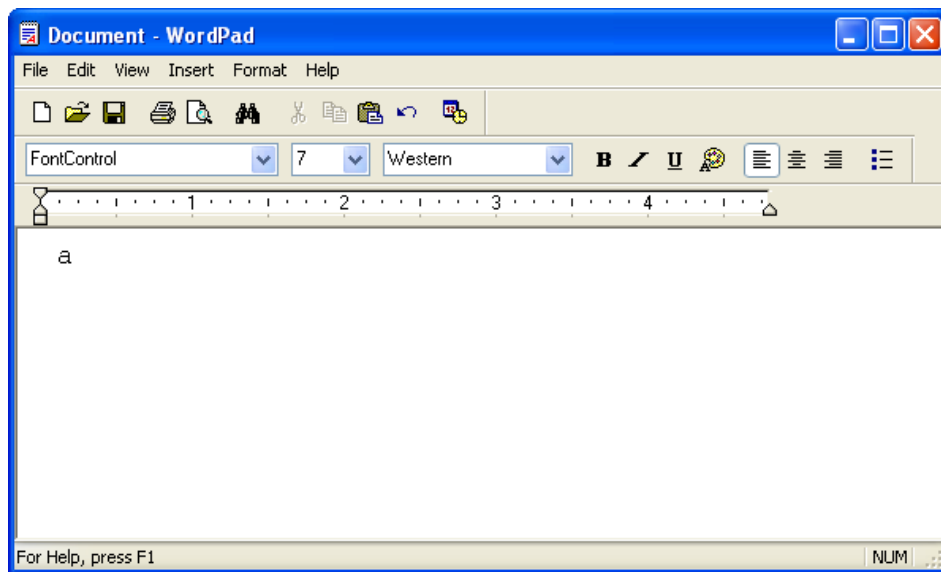 Document - WordPad
File Edit View Insert Format Help
FontControl 7 Western B I U
1 2 3 4
a
For Help, press F1 NUM